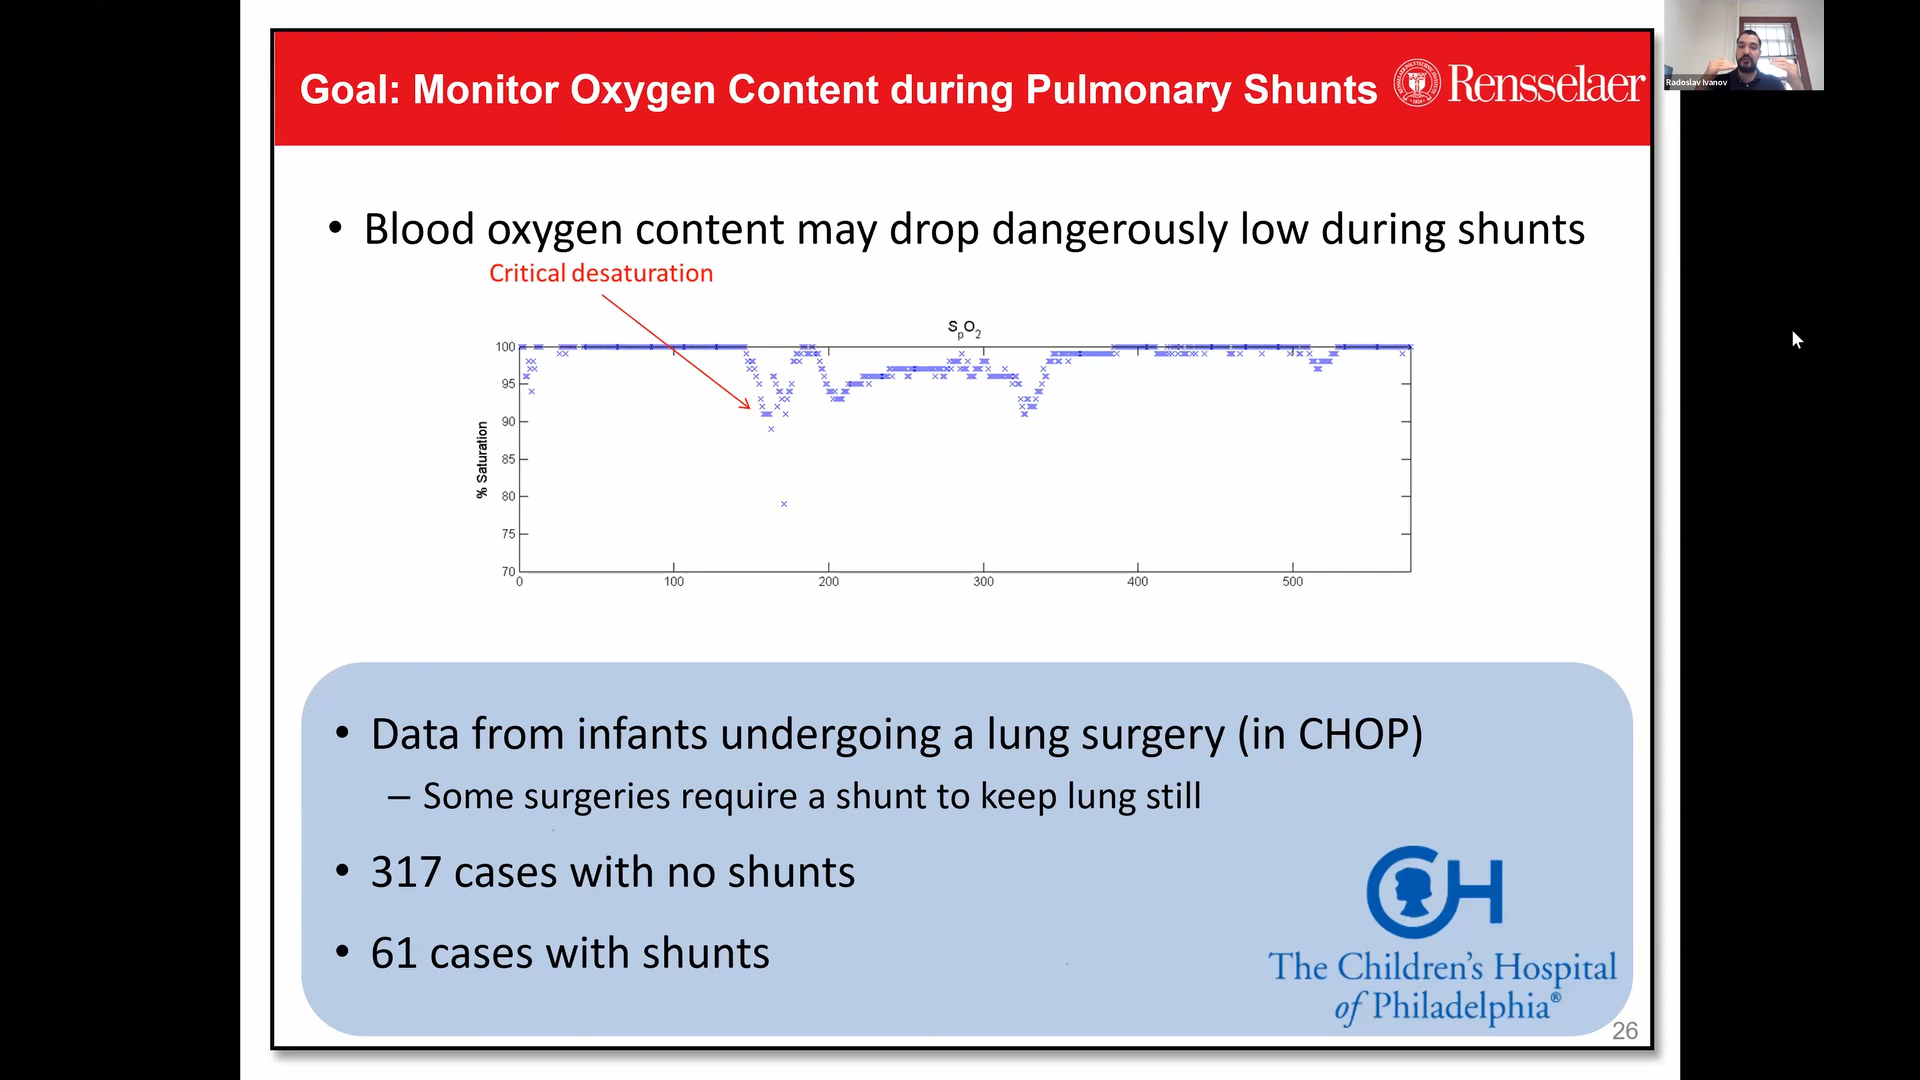 Goal: Monitor Oxygen Content during Pulmonary Shunts
Rensselaer
Radoslav Ivanov
• Blood oxygen content may drop dangerously low during shunts
Critical desaturation
SpO2
% Saturation
100
95
90
85
80
75
70
0 100 200 300 400 500
• Data from infants undergoing a lung surgery (in CHOP)
– Some surgeries require a shunt to keep lung still
• 317 cases with no shunts
• 61 cases with shunts
CH
The Children's Hospital
of Philadelphia®
26